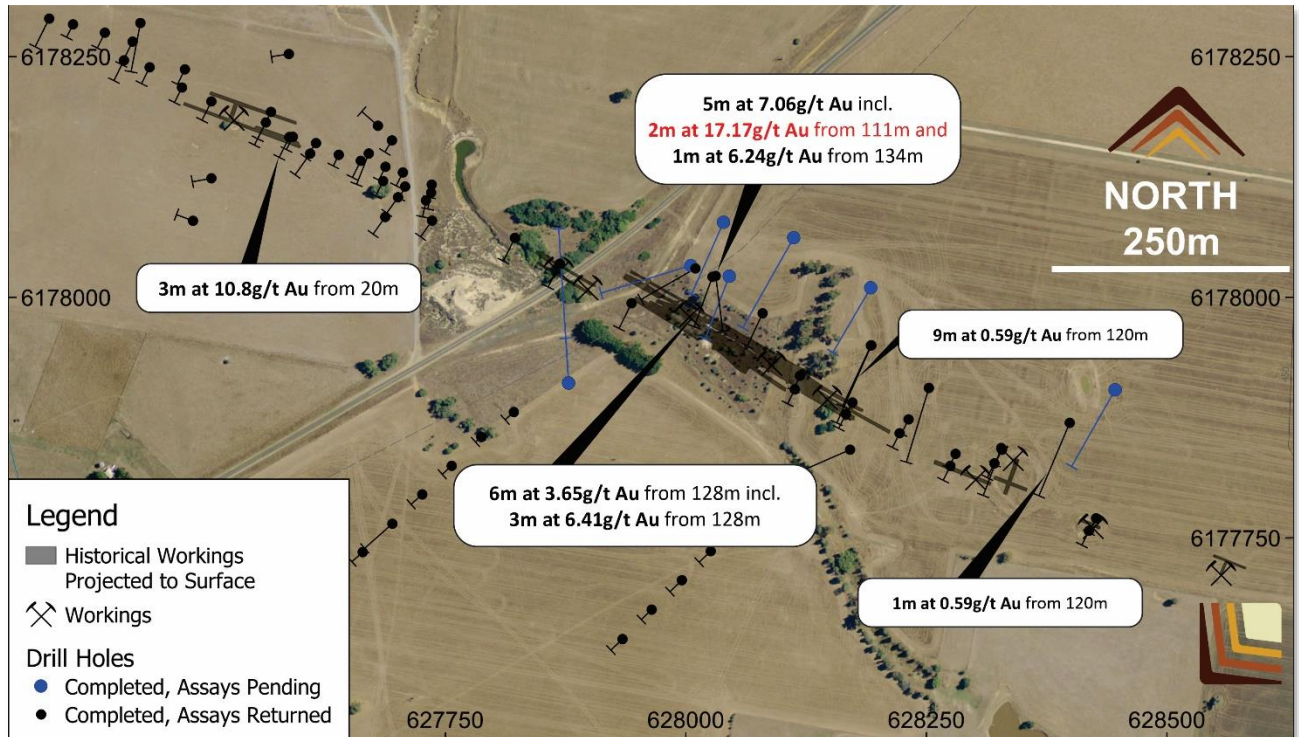 6178250
6178250
5m at 7.06g/t Au incl.
2m at 17.17g/t Au from 111m and
1m at 6.24g/t Au from 134m
NORTH
250m
3m at 10.8g/t Au from 20m
6178000
6178000
9m at 0.59g/t Au from 120m
6m at 3.65g/t Au from 128m incl.
3m at 6.41g/t Au from 128m
6177750
1m at 0.59g/t Au from 120m
Legend
Historical Workings
Projected to Surface
Workings
Drill Holes
Completed, Assays Pending
Completed, Assays Returned
627750
628000
628250
628500